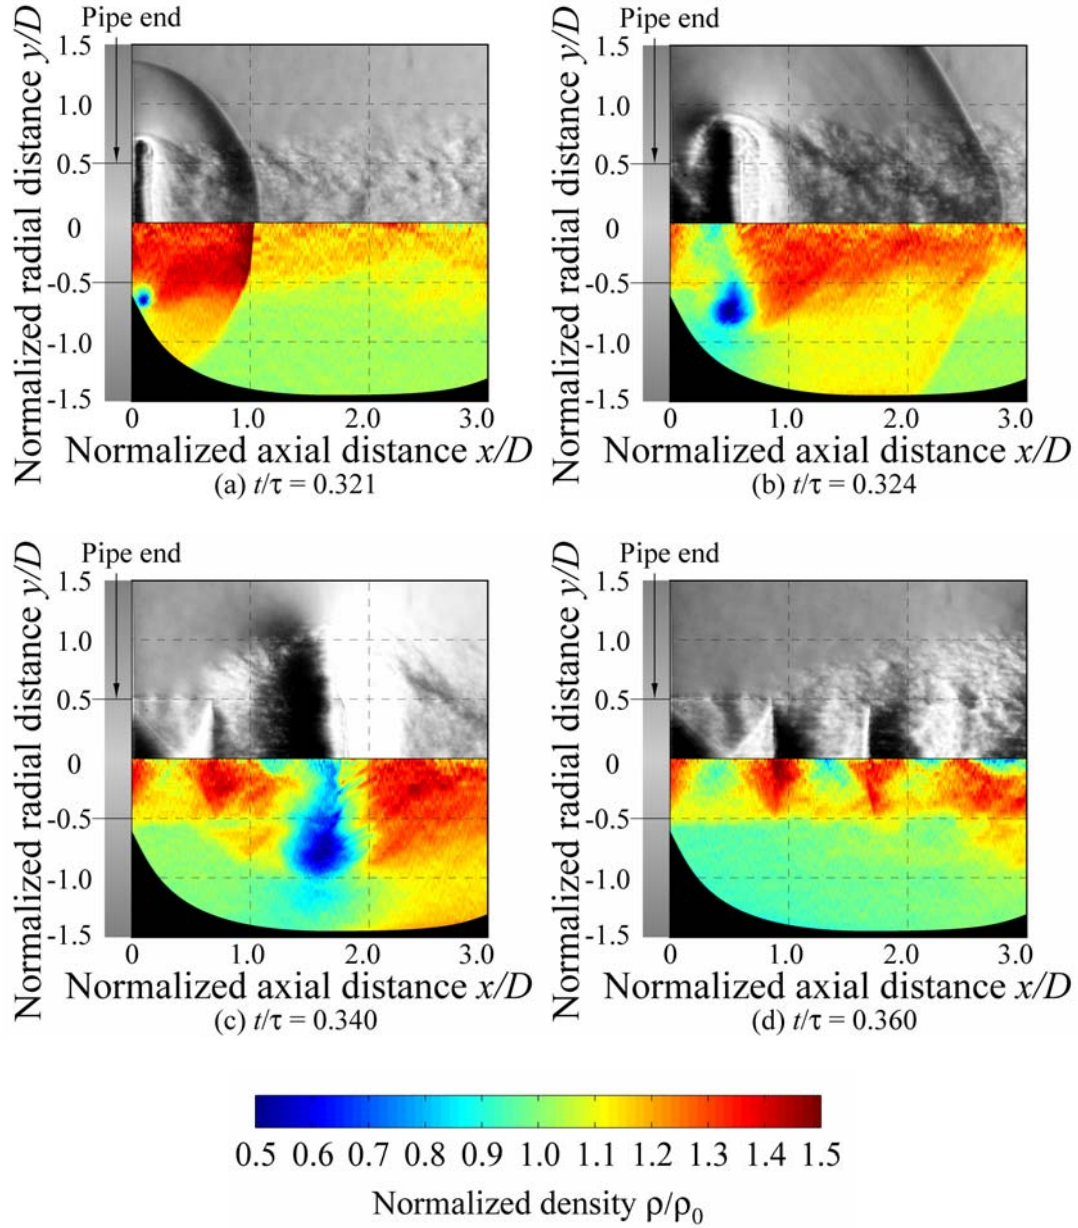 Pipe end
Normalized radial distance y/D
1.5
1.0
0.5
0
-0.5
-1.0
-1.5
0 1.0 2.0 3.0
Normalized axial distance x/D
(a) t/τ = 0.321
Pipe end
Normalized radial distance y/D
1.5
1.0
0.5
0
-0.5
-1.0
-1.5
0 1.0 2.0 3.0
Normalized axial distance x/D
(b) t/τ = 0.324
Pipe end
Normalized radial distance y/D
1.5
1.0
0.5
0
-0.5
-1.0
-1.5
0 1.0 2.0 3.0
Normalized axial distance x/D
(c) t/τ = 0.340
Pipe end
Normalized radial distance y/D
1.5
1.0
0.5
0
-0.5
-1.0
-1.5
0 1.0 2.0 3.0
Normalized axial distance x/D
(d) t/τ = 0.360
0.5 0.6 0.7 0.8 0.9 1.0 1.1 1.2 1.3 1.4 1.5
Normalized density ρ/ρ₀